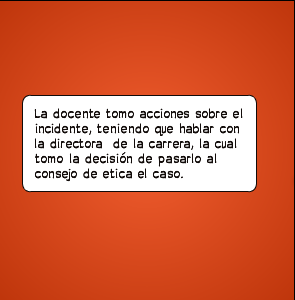 La docente tomo acciones sobre el
incidente, teniendo que hablar con
la directora  de la carrera, la cual
tomo la decisión de pasarlo al
consejo de etica el caso.